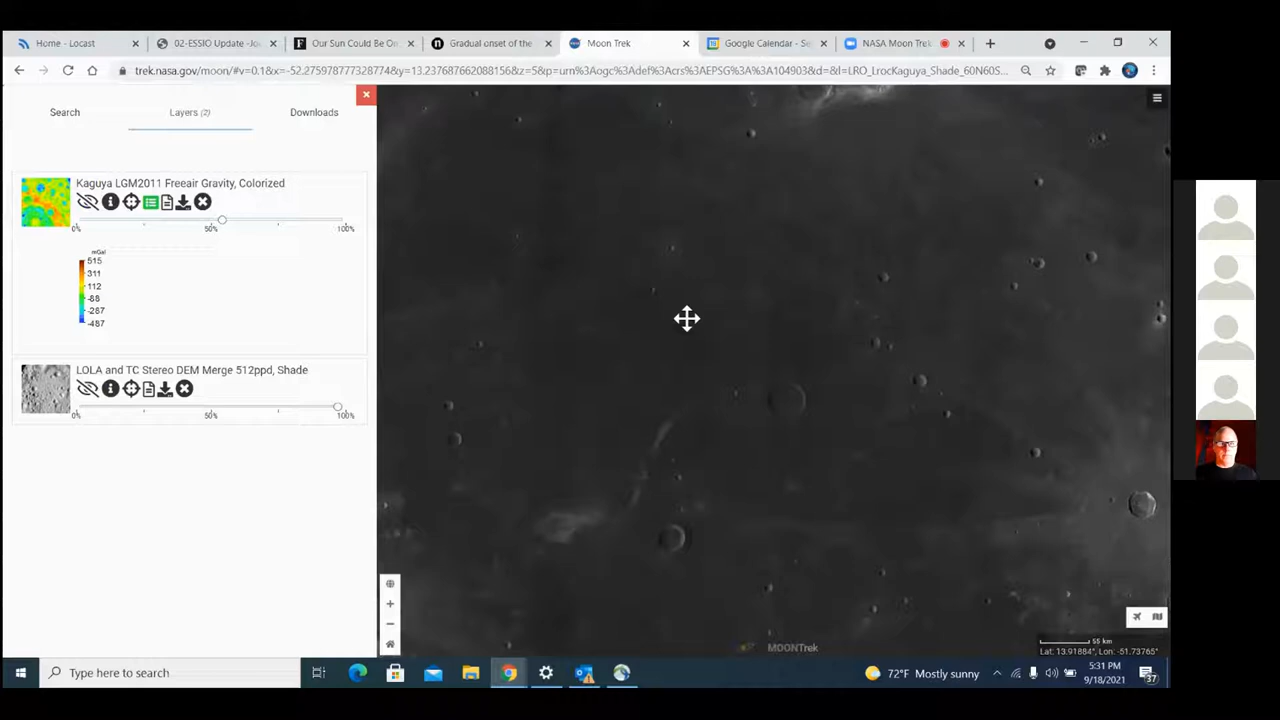 Home - Locast
02-ESSIO Update - Jo
Our Sun Could Be O
Gradual onset of the
Moon Trek
Google Calendar - Se
NASA Moon Trek
trek.nasa.gov/moon/#v=0.1&x=-52.275978777328774&y=13.237687662088156&z=5&p=urn%3Aogc%3Adef%3Acrs%3AEPSG%3A%3A104903&d=&l=LRO_LrocKaguya_Shade_60N60S...
Search
Layers (2)
Downloads
Kaguya LGM2011 Freeair Gravity, Colorized
0% 50% 100%
mGal
515
311
112
-88
-287
-487
LOLA and TC Stereo DEM Merge 512ppd, Shade
0% 50% 100%
MOONTrek
55 km
Lat: 13.91884°, Lon: -51.73765°
Type here to search
72°F Mostly sunny
5:31 PM
9/18/2021
37